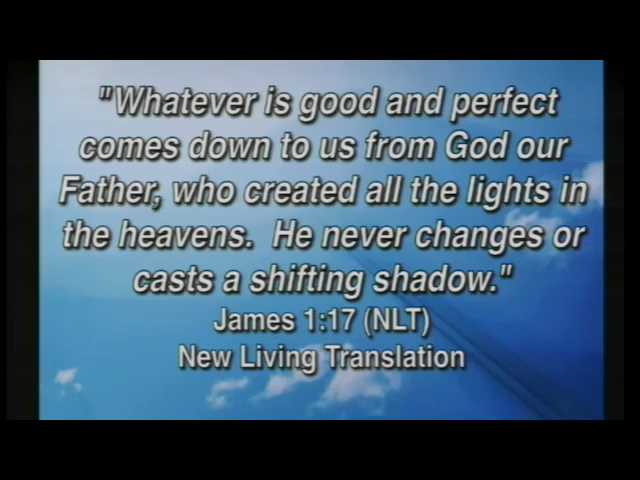 "Whatever is good and perfect
comes down to us from God our
Father, who created all the lights in
the heavens.  He never changes or
casts a shifting shadow."
James 1:17 (NLT)
New Living Translation